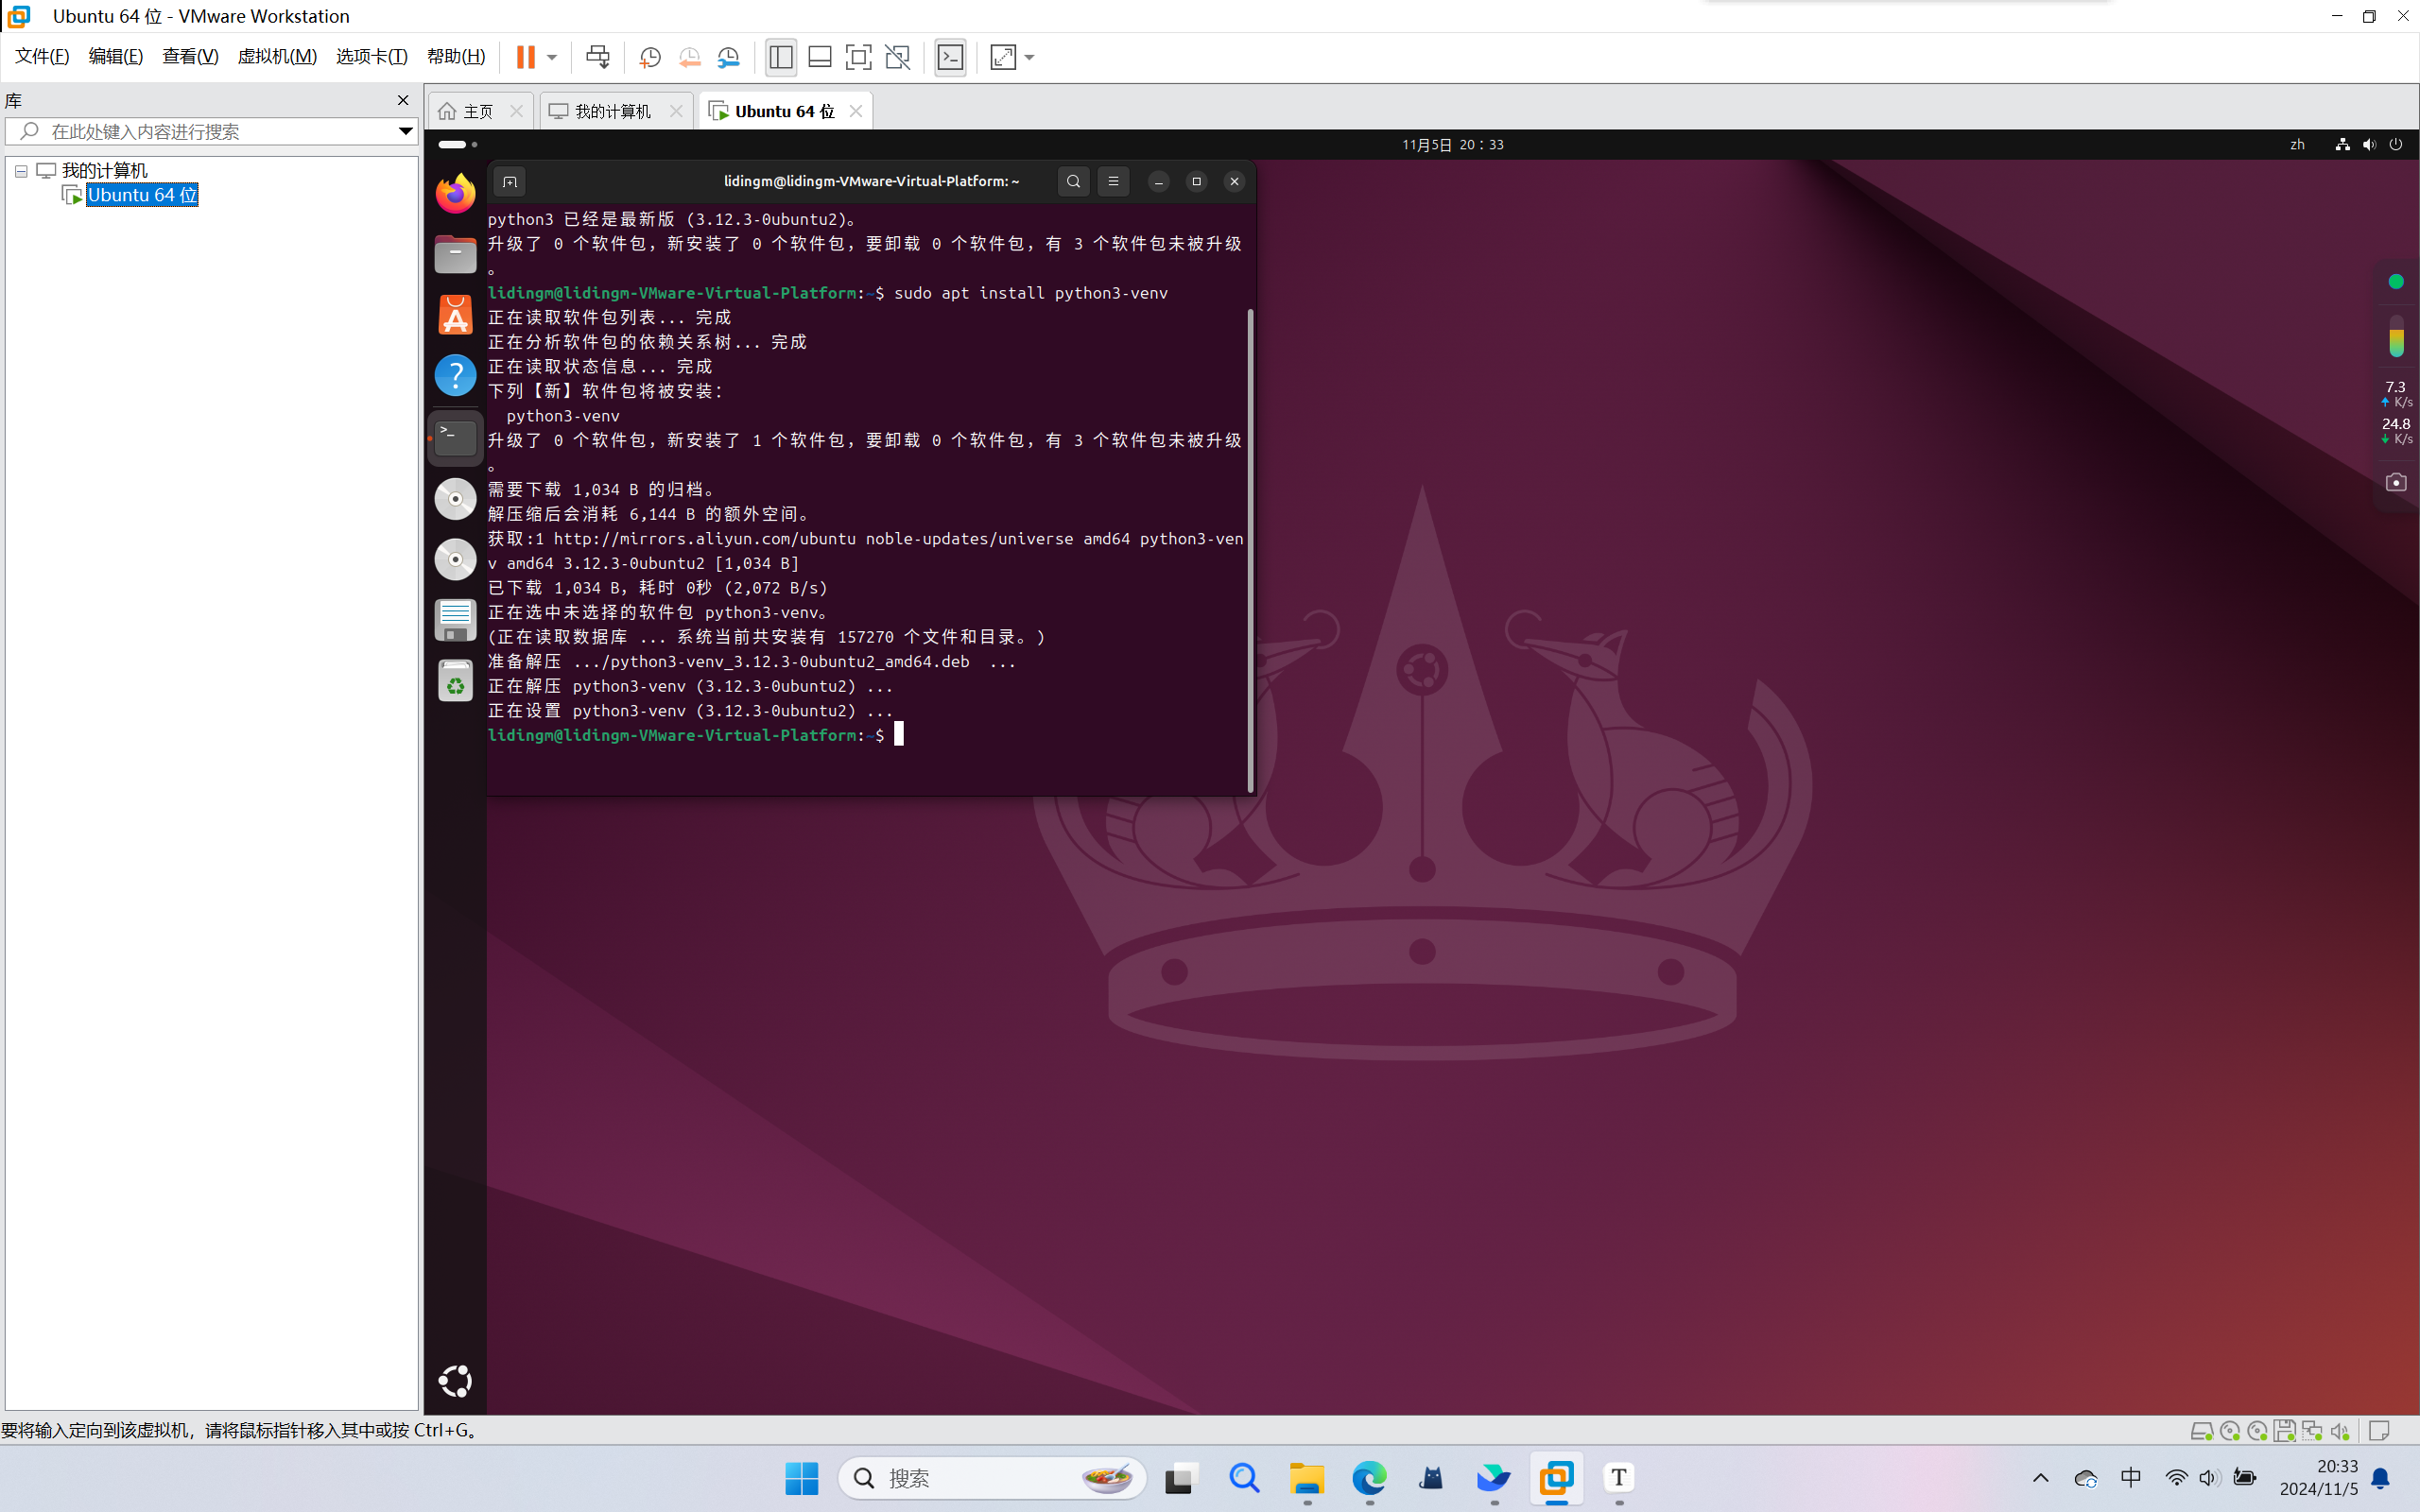 Ubuntu 64 位 - VMware Workstation
文件(F) 编辑(E) 查看(V) 虚拟机(M) 选项卡(T) 帮助(H)
库
在此处键入内容进行搜索
我的计算机
Ubuntu 64 位
主页 我的计算机 Ubuntu 64 位
11月5日 20：33
zh
lidingm@lidingm-VMware-Virtual-Platform: ~
python3 已经是最新版 (3.12.3-0ubuntu2)。
升级了 0 个软件包，新安装了 0 个软件包，要卸载 0 个软件包，有 3 个软件包未被升级
。
lidingm@lidingm-VMware-Virtual-Platform:~$ sudo apt install python3-venv
正在读取软件包列表... 完成
正在分析软件包的依赖关系树... 完成
正在读取状态信息... 完成
下列【新】软件包将被安装：
python3-venv
升级了 0 个软件包，新安装了 1 个软件包，要卸载 0 个软件包，有 3 个软件包未被升级
。
需要下载 1,034 B 的归档。
解压缩后会消耗 6,144 B 的额外空间。
获取:1 http://mirrors.aliyun.com/ubuntu noble-updates/universe amd64 python3-ven
v amd64 3.12.3-0ubuntu2 [1,034 B]
已下载 1,034 B，耗时 0秒 (2,072 B/s)
正在选中未选择的软件包 python3-venv。
(正在读取数据库 ... 系统当前共安装有 157270 个文件和目录。)
准备解压 .../python3-venv_3.12.3-0ubuntu2_amd64.deb  ...
正在解压 python3-venv (3.12.3-0ubuntu2) ...
正在设置 python3-venv (3.12.3-0ubuntu2) ...
lidingm@lidingm-VMware-Virtual-Platform:~$
7.3
K/s
24.8
K/s
要将输入定向到该虚拟机，请将鼠标指针移入其中或按 Ctrl+G。
搜索
T
中
20:33
2024/11/5